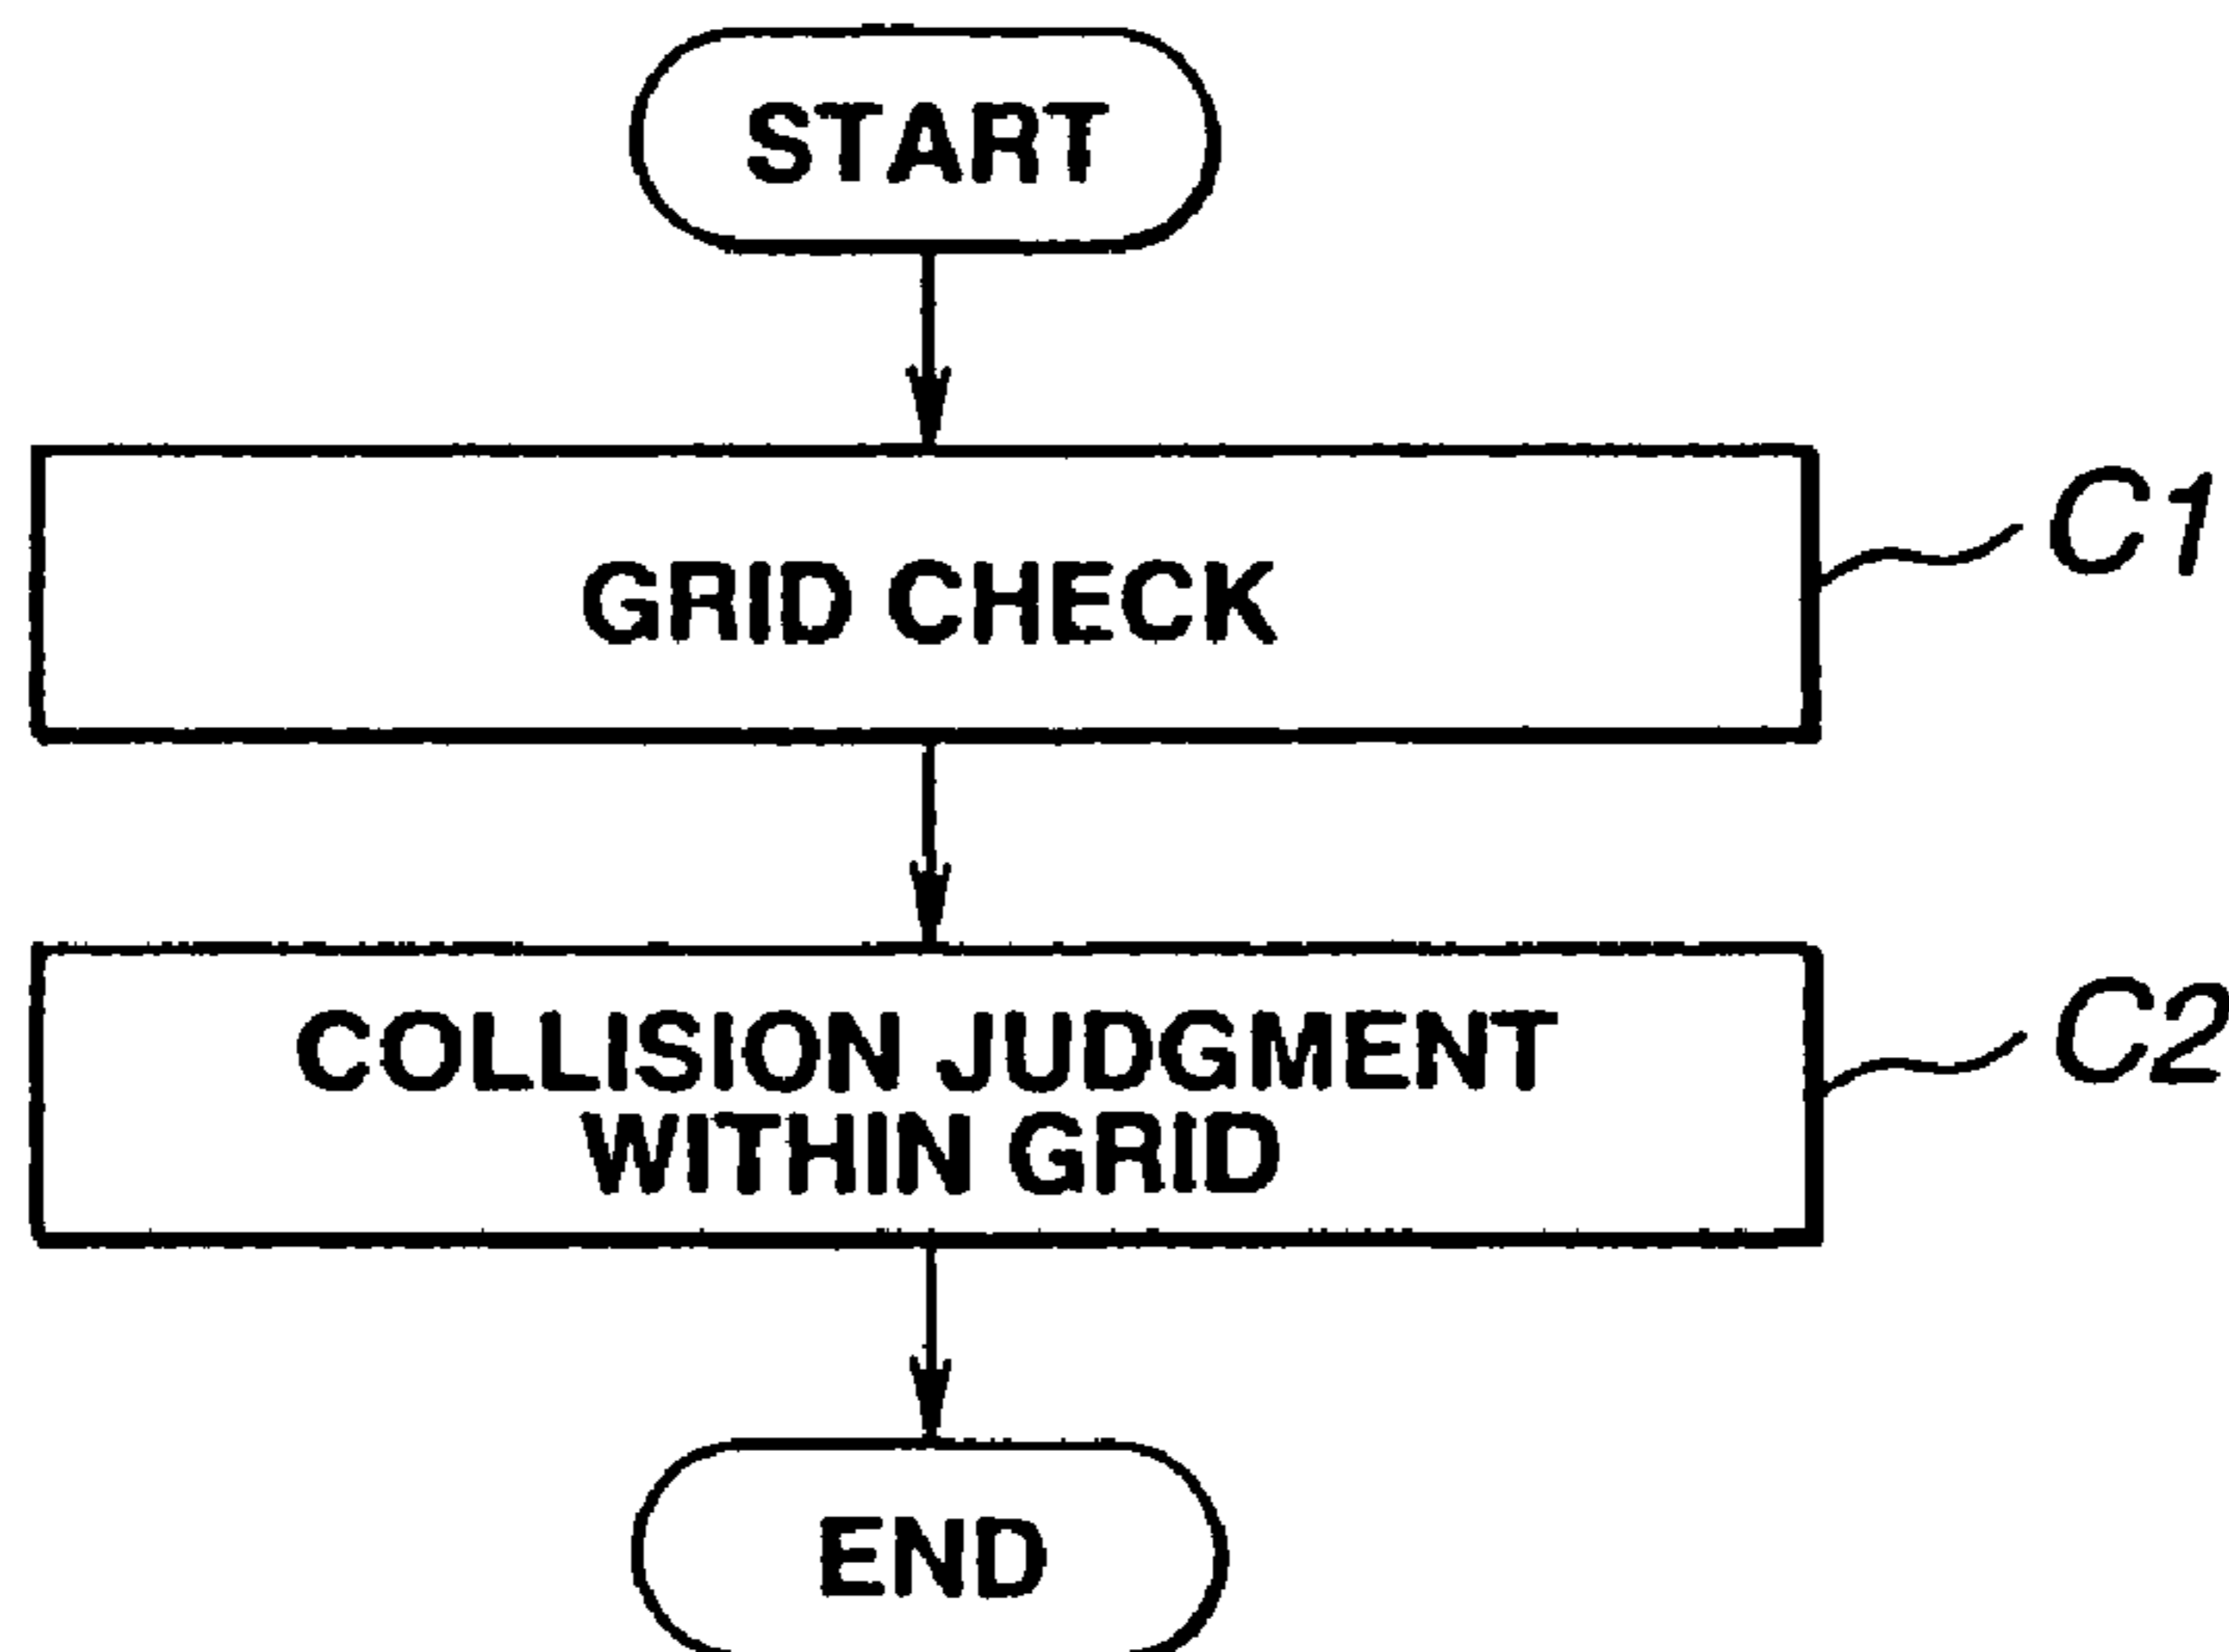 START
GRID CHECK
C1
COLLISION JUDGMENT
WITHIN GRID
C2
END